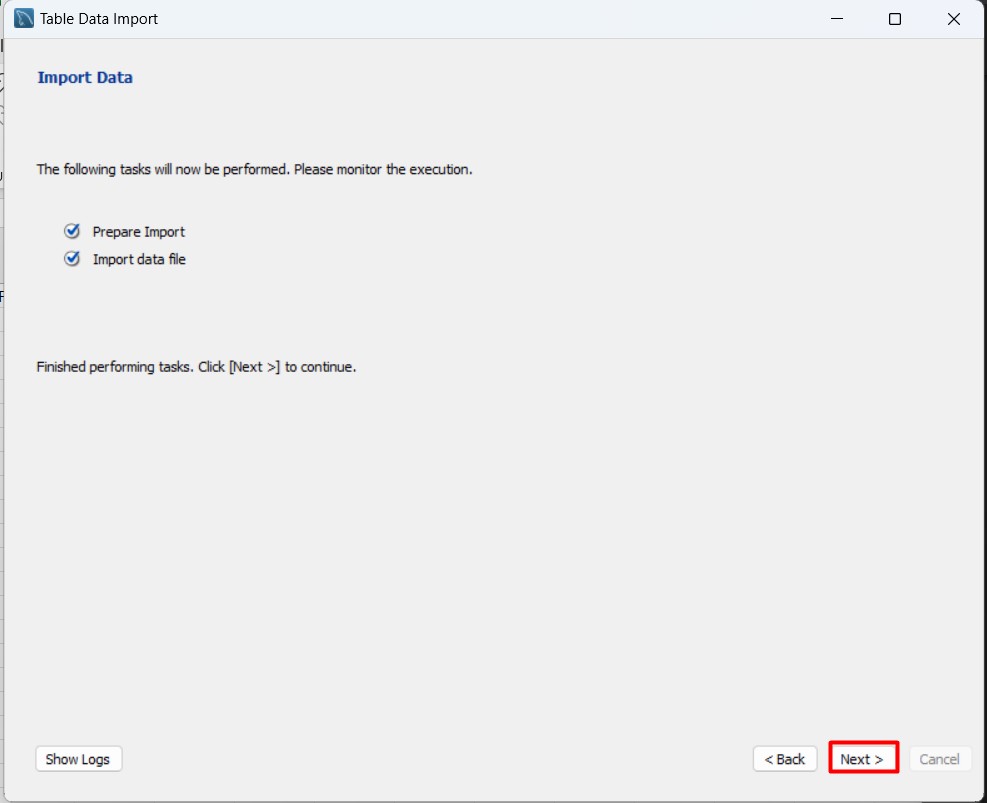 Table Data Import
Import Data
The following tasks will now be performed. Please monitor the execution.
Prepare Import
Import data file
Finished performing tasks. Click [Next >] to continue.
Show Logs
< Back
Next >
Cancel